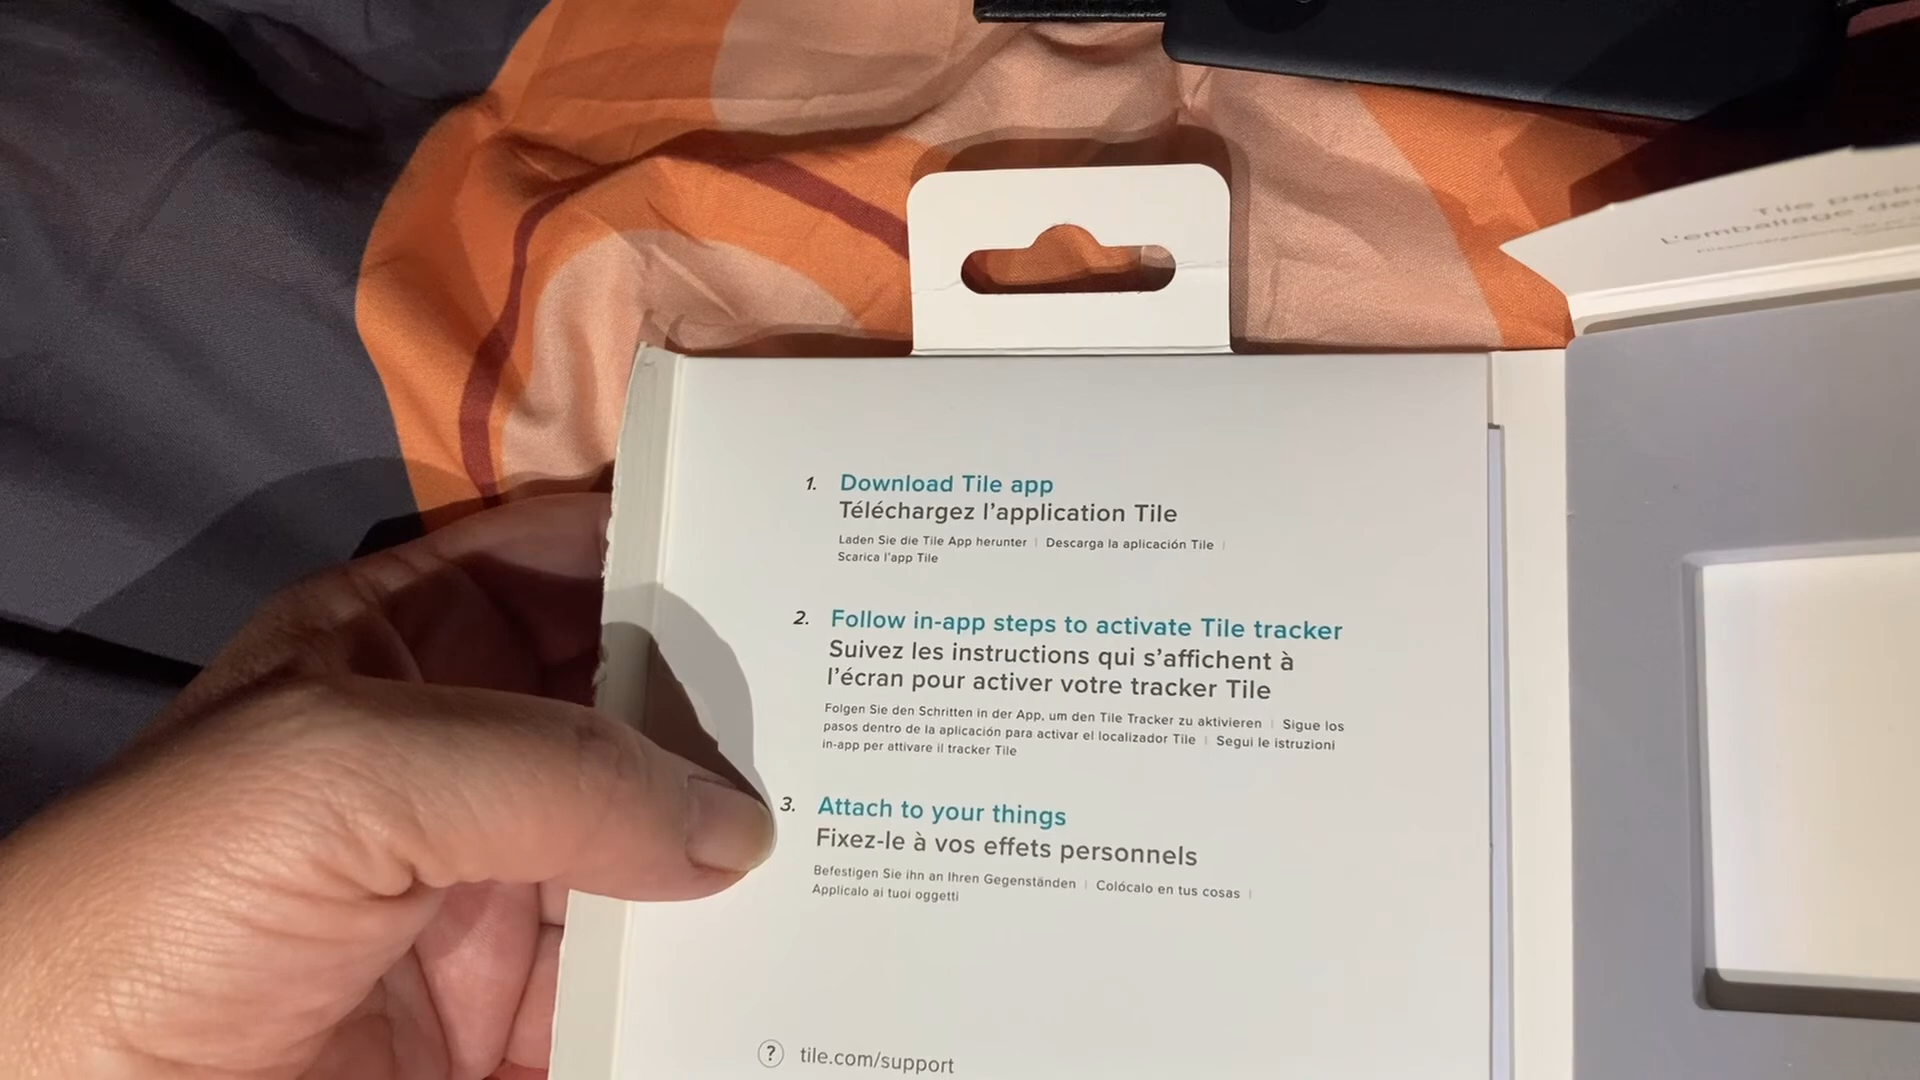 1. Download Tile app
Téléchargez l'application Tile
Laden Sie die Tile App herunter | Descarga la aplicación Tile |
Scarica l'app Tile
2. Follow in-app steps to activate Tile tracker
Suivez les instructions qui s'affichent à
l'écran pour activer votre tracker Tile
Folgen Sie den Schritten in der App, um den Tile Tracker zu aktivieren | Sigue los
pasos dentro de la aplicación para activar el localizador Tile | Segui le istruzioni
in-app per attivare il tracker Tile
3. Attach to your things
Fixez-le à vos effets personnels
Befestigen Sie ihn an Ihren Gegenständen | Colócalo en tus cosas |
Applicalo ai tuoi oggetti
? tile.com/support
Tile
L'emballage